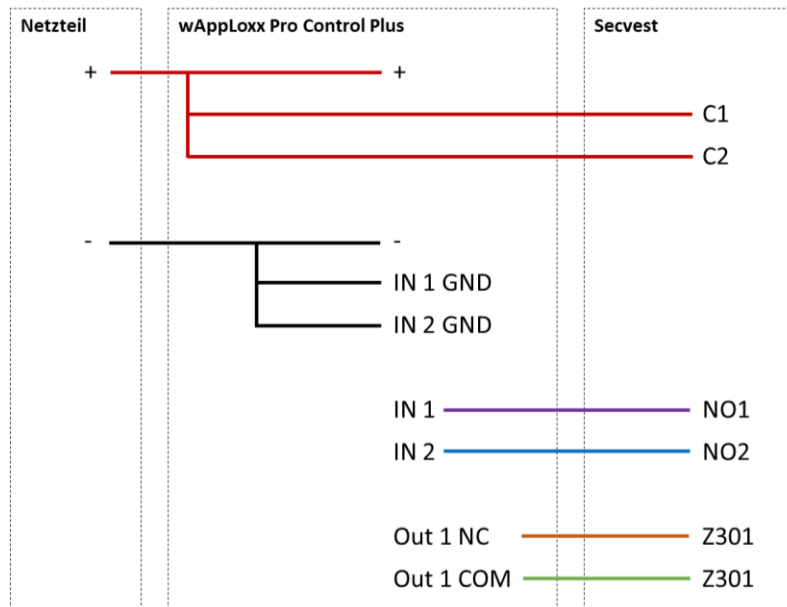 Netzteil wAppLoxx Pro Control Plus Secvest
+ +
C1
C2
- -
IN 1 GND
IN 2 GND
IN 1 NO1
IN 2 NO2
Out 1 NC Z301
Out 1 COM Z301